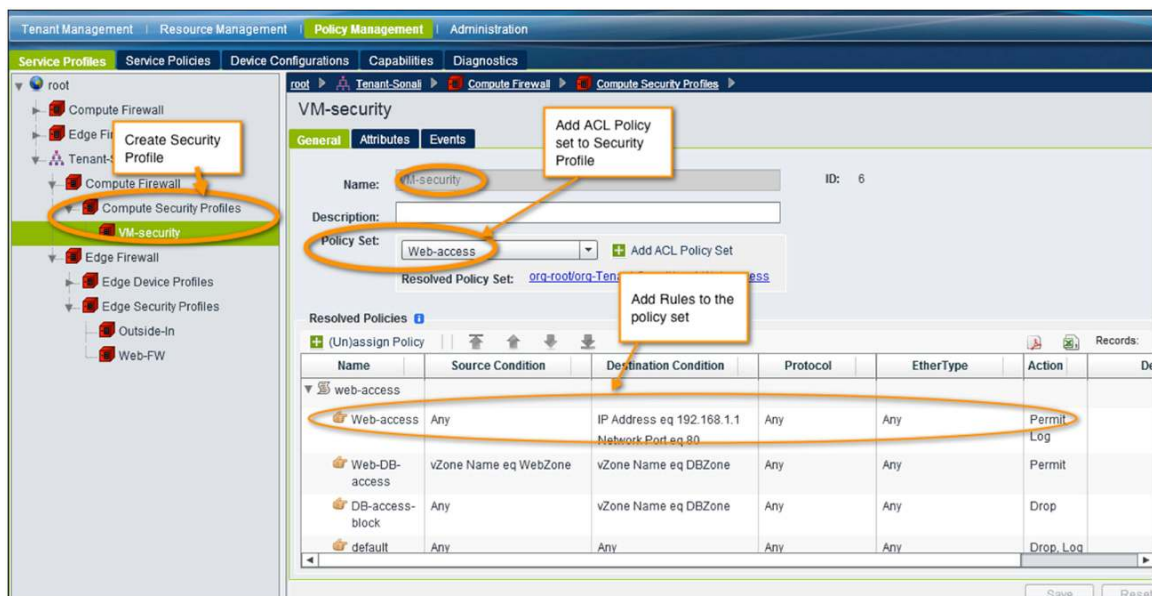 Tenant Management | Resource Management | Policy Management | Administration
Service Profiles Service Policies Device Configurations Capabilities Diagnostics
root
Compute Firewall
Edge
Tenant-
Compute Firewall
Compute Security Profiles
VM-security
Edge Firewall
Edge Device Profiles
Edge Security Profiles
Outside-In
Web-FW
Create Security
Profile
root Tenant-Sonali Compute Firewall Compute Security Profiles
VM-security
General Attributes Events
Add ACL Policy
set to Security
Profile
Name: VM-security ID: 6
Description:
Policy Set: Web-access Add ACL Policy Set
Resolved Policy Set: org-root/org-Ten
Add Rules to the
policy set
Resolved Policies
(Un)assign Policy Records:
Name Source Condition Destination Condition Protocol EtherType Action De
web-access
Web-access Any IP Address eq 192.168.1.1 Any Any Permit
Network Port eq 80 Log
Web-DB- vZone Name eq WebZone vZone Name eq DBZone Any Any Permit
access
DB-access- Any vZone Name eq DBZone Any Any Drop
block
default Any Any Any Any Drop, Log
Save Reset